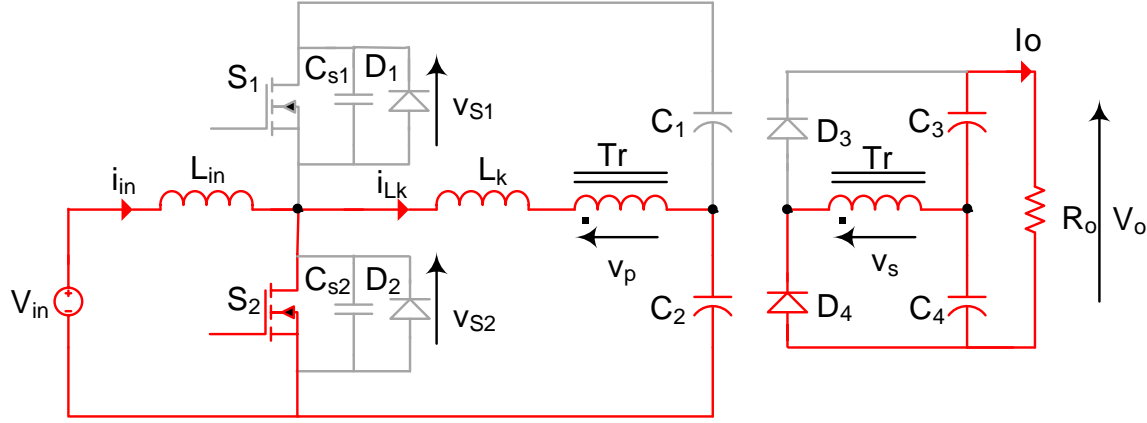 Io
S₁
Cₛ₁
D₁
vS₁
C₁
D₃
C₃
Tr
Tr
iᵢₙ
Lᵢₙ
i_Lk
Lₖ
Rₒ
Vₒ
vₚ
vₛ
Vᵢₙ
S₂
Cₛ₂
D₂
vS₂
C₂
D₄
C₄